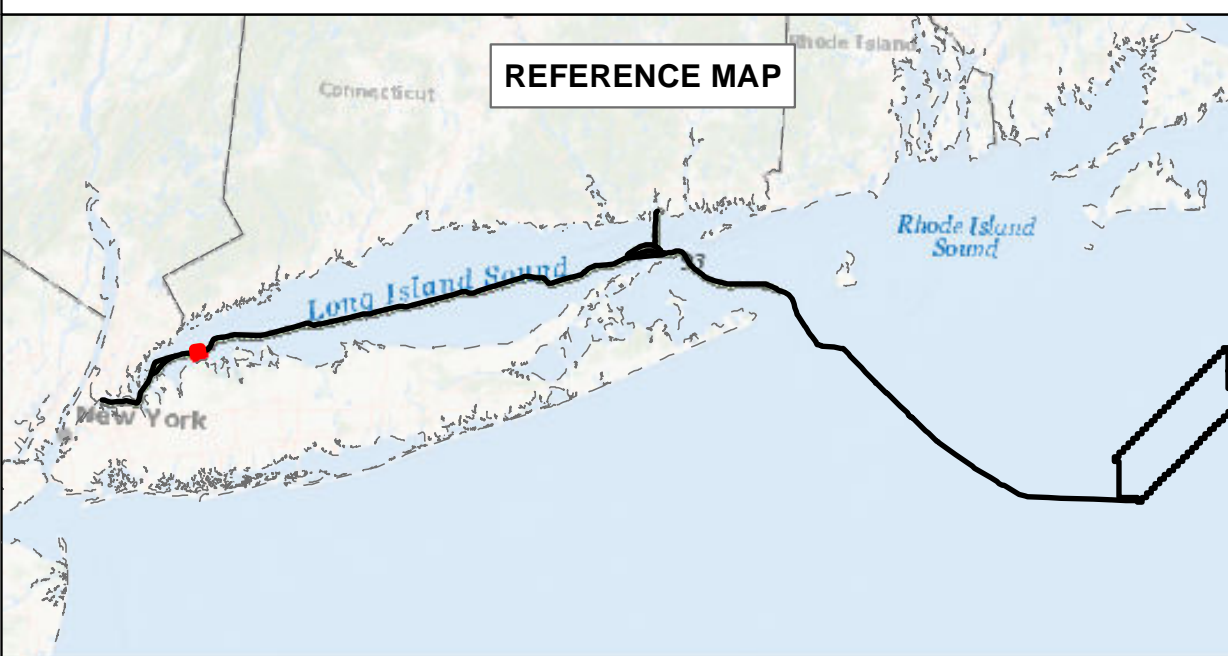 REFERENCE MAP
Rhode Island
Connecticut
Rhode Island
Sound
Long Island Sound
New York